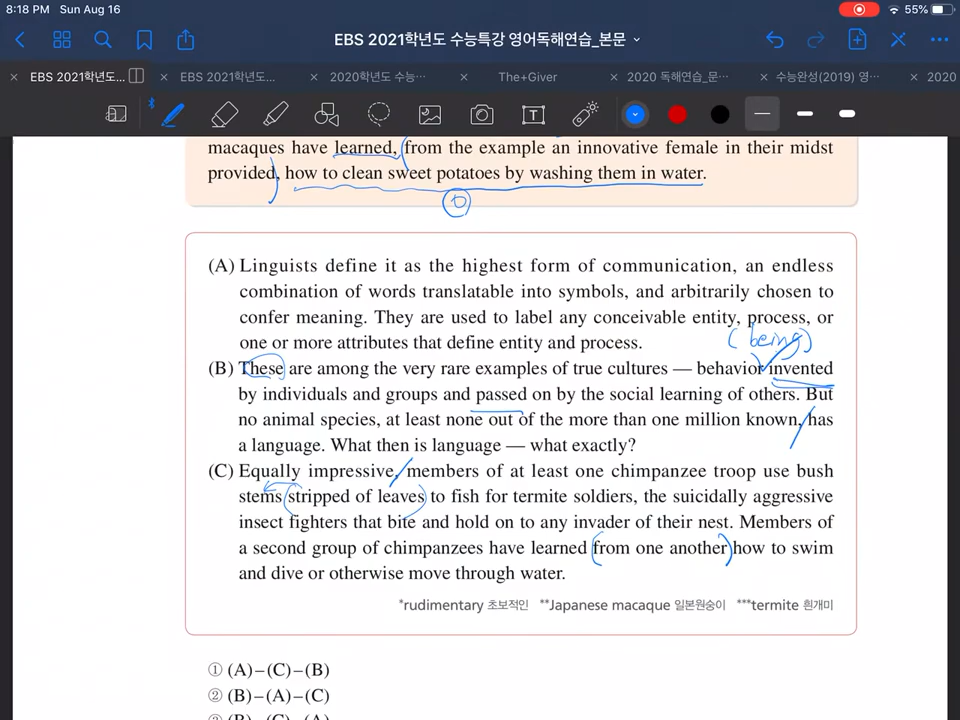 8:18 PM Sun Aug 16
55%
EBS 2021학년도 수능특강 영어독해연습_본문
EBS 2021학년도...
EBS 2021학년도...
2020학년도 수능···
The+Giver
2020 독해연습_문···
수능완성(2019) 영···
2020
macaques have learned, from the example an innovative female in their midst
provided, how to clean sweet potatoes by washing them in water.
(A) Linguists define it as the highest form of communication, an endless
combination of words translatable into symbols, and arbitrarily chosen to
confer meaning. They are used to label any conceivable entity, process, or
one or more attributes that define entity and process.
(being)
(B) These are among the very rare examples of true cultures — behavior invented
by individuals and groups and passed on by the social learning of others. But
no animal species, at least none out of the more than one million known, has
a language. What then is language — what exactly?
(C) Equally impressive, members of at least one chimpanzee troop use bush
stems stripped of leaves to fish for termite soldiers, the suicidally aggressive
insect fighters that bite and hold on to any invader of their nest. Members of
a second group of chimpanzees have learned from one another how to swim
and dive or otherwise move through water.
*rudimentary 초보적인 **Japanese macaque 일본원숭이 ***termite 흰개미
① (A)–(C)–(B)
② (B)–(A)–(C)